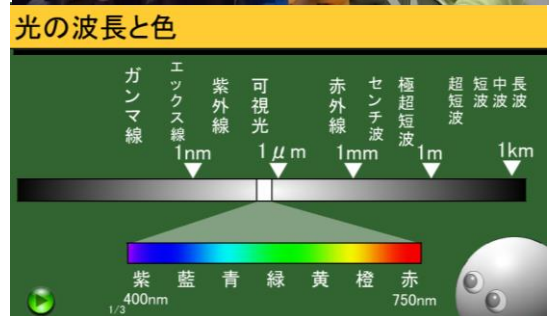 光の波長と色
ガンマ線
エックス線
紫外線
可視光
赤外線
センチ波
極超短波
超短波
短波
中波
長波
1nm
1μm
1mm
1m
1km
紫 藍 青 緑 黄 橙 赤
400nm
750nm
1/3